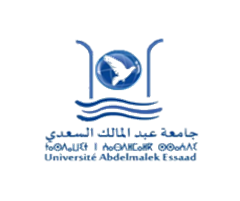 جامعة عبد المالك السعدي
Université Abdelmalek Essaad